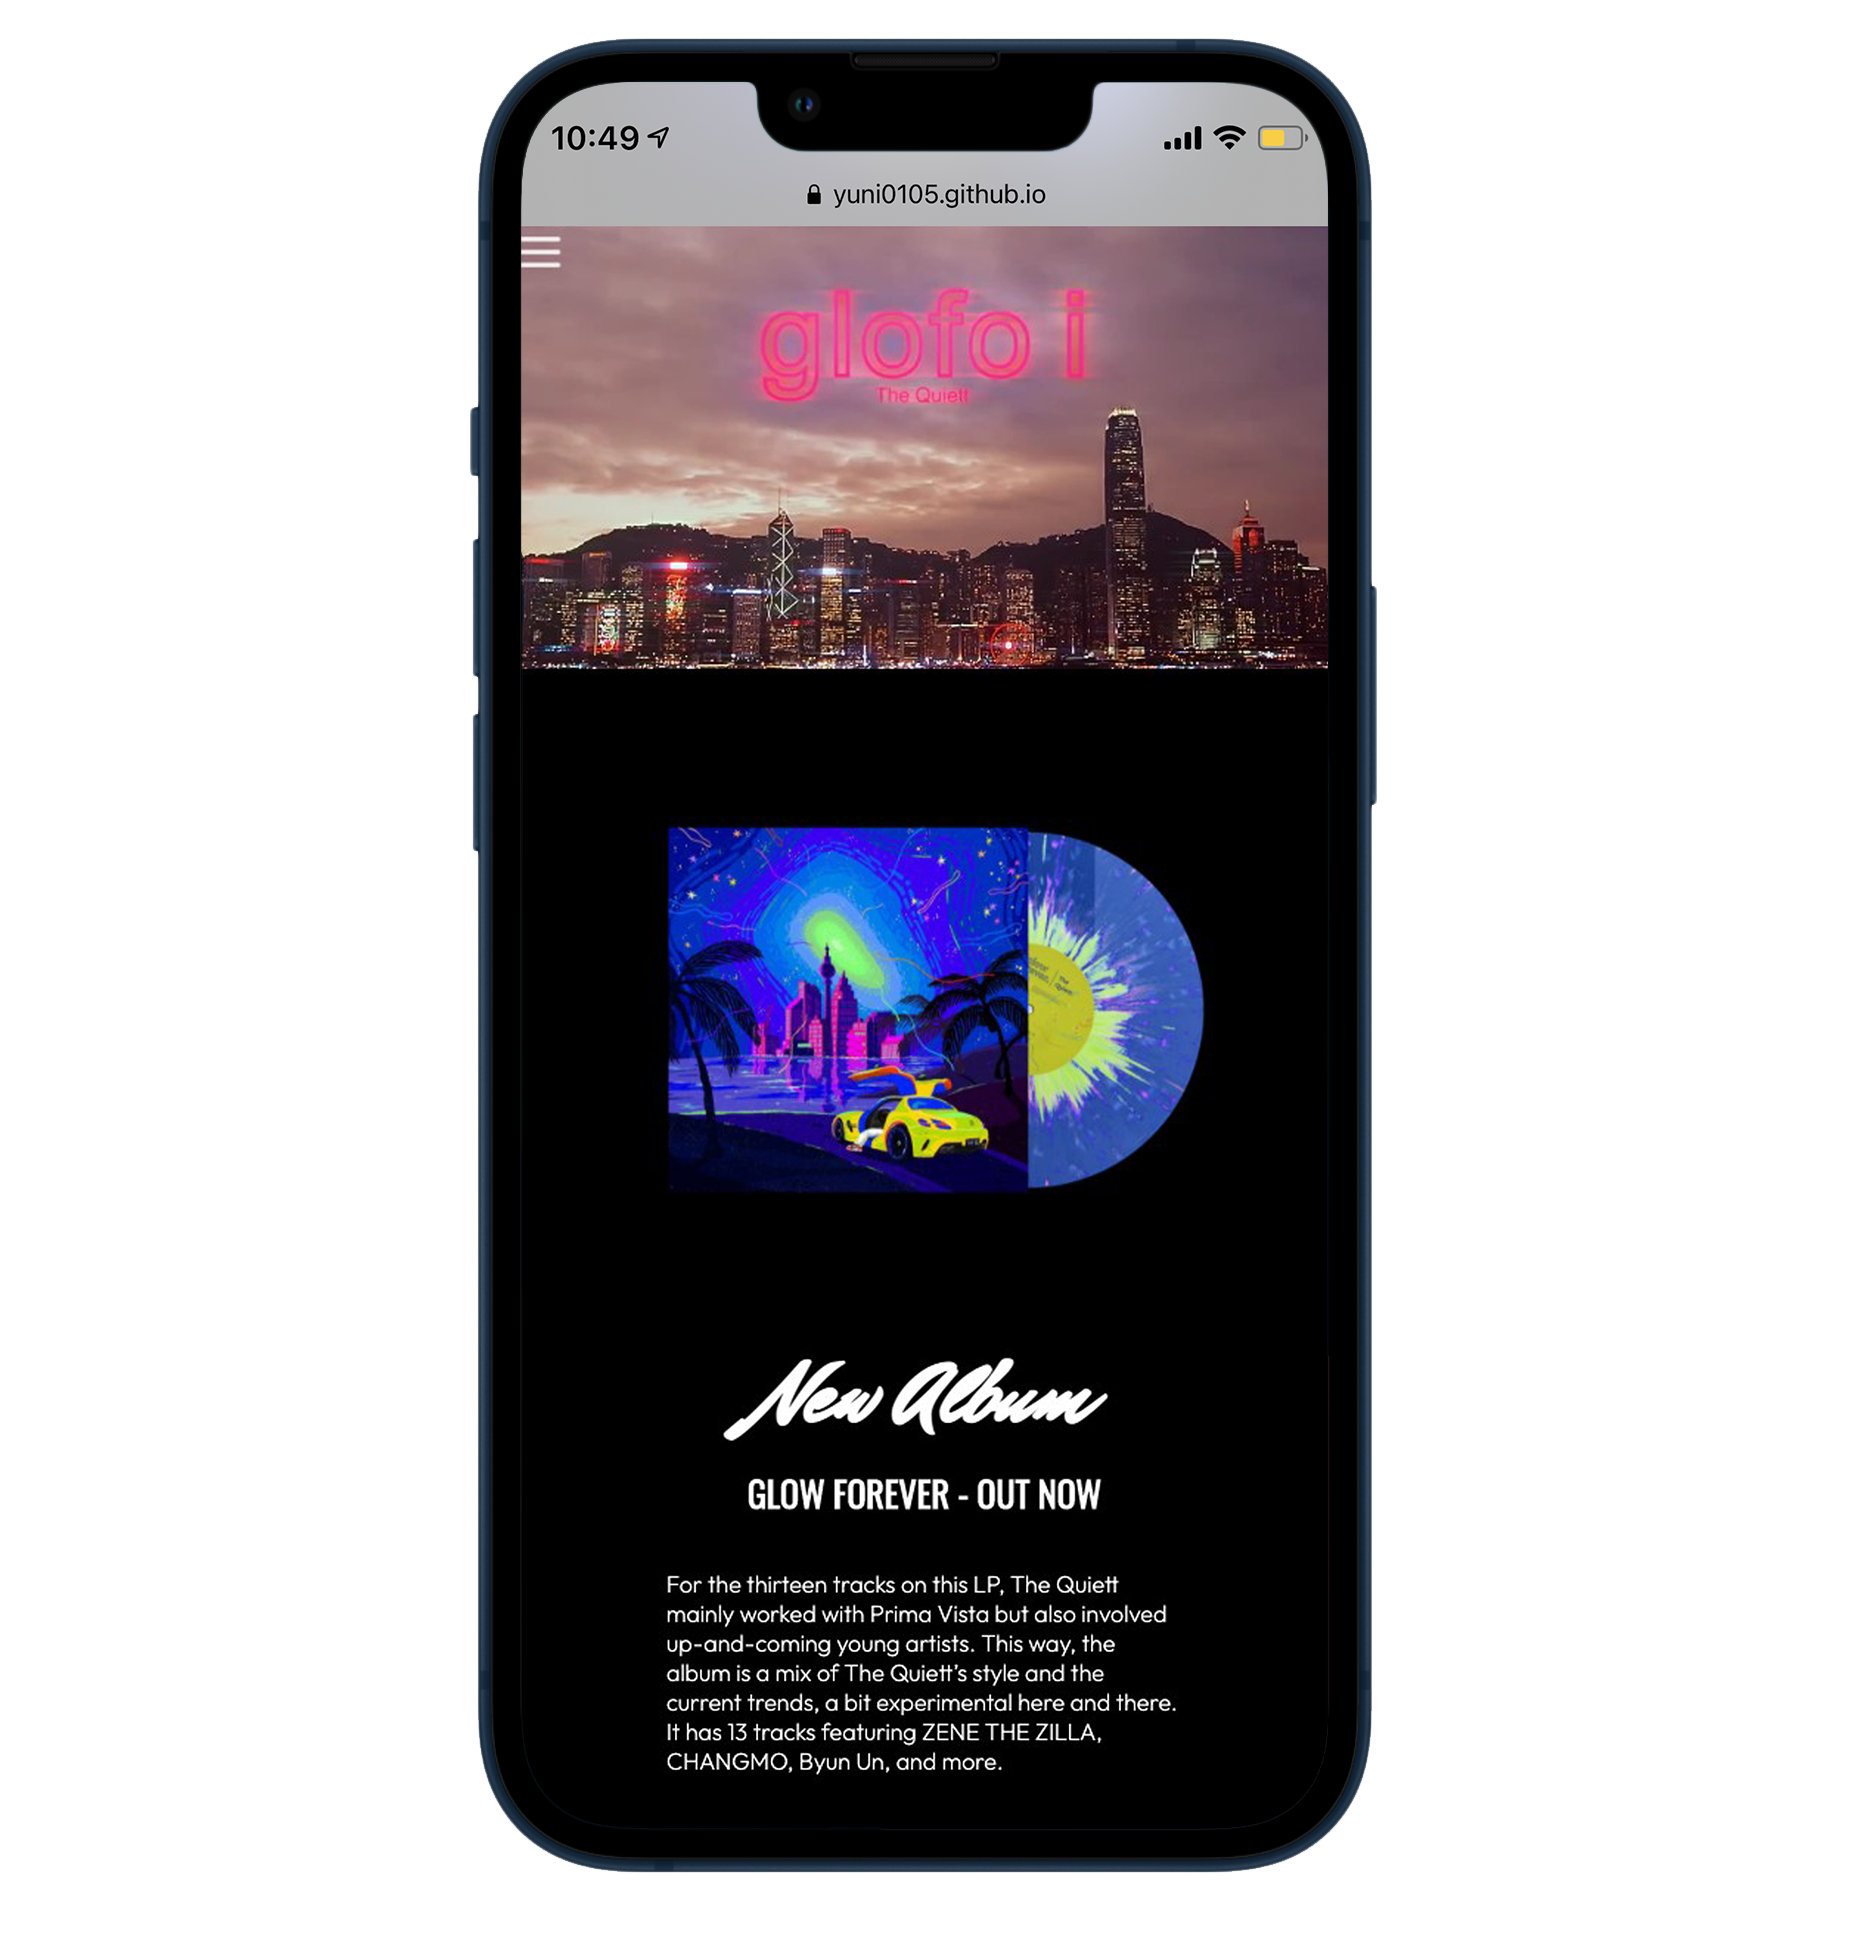 10:49
yuni0105.github.io
glofo i
The Quiett
New Album
GLOW FOREVER - OUT NOW
For the thirteen tracks on this LP, The Quiett
mainly worked with Prima Vista but also involved
up-and-coming young artists. This way, the
album is a mix of The Quiett's style and the
current trends, a bit experimental here and there.
It has 13 tracks featuring ZENE THE ZILLA,
CHANGMO, Byun Un, and more.